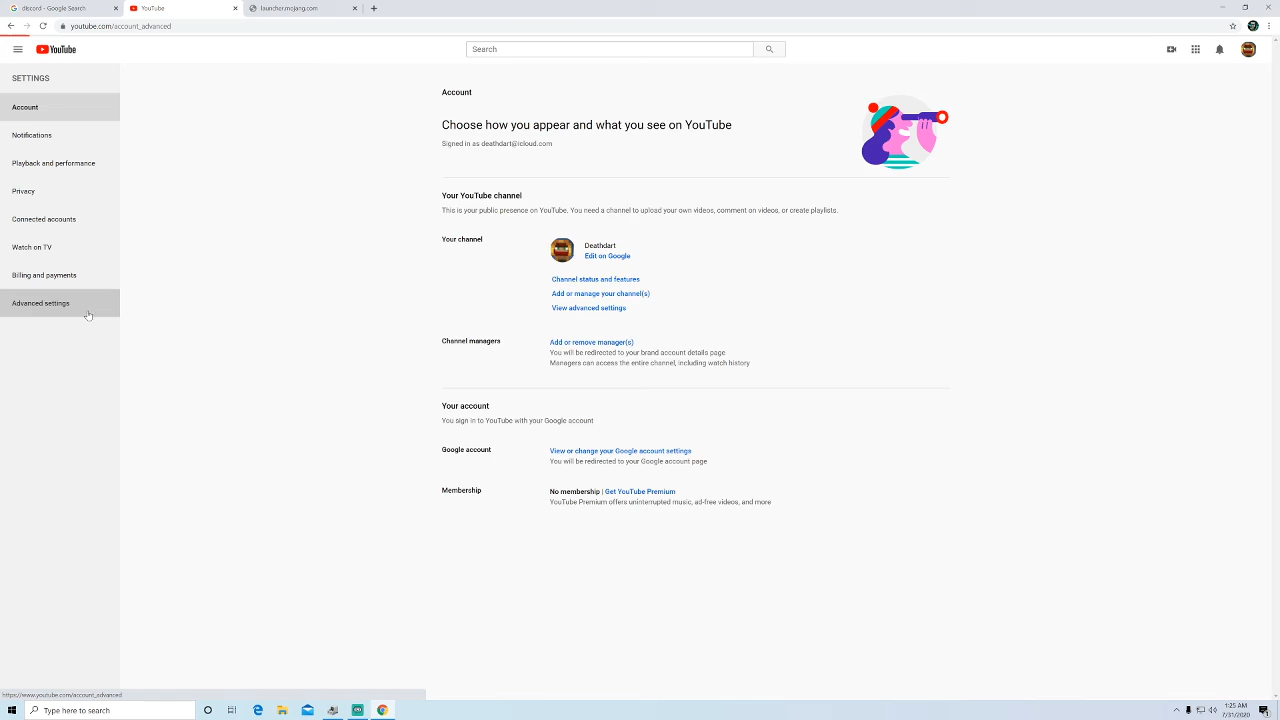 discord - Google Search
YouTube
launcher.mojang.com
youtube.com/account_advanced
YouTube
Search
SETTINGS
Account
Notifications
Playback and performance
Privacy
Connected accounts
Watch on TV
Billing and payments
Advanced settings
Account
Choose how you appear and what you see on YouTube
Signed in as deathdart@icloud.com
Your YouTube channel
This is your public presence on YouTube. You need a channel to upload your own videos, comment on videos, or create playlists.
Your channel
Deathdart
Edit on Google
Channel status and features
Add or manage your channel(s)
View advanced settings
Channel managers
Add or remove manager(s)
You will be redirected to your brand account details page
Managers can access the entire channel, including watch history
Your account
You sign in to YouTube with your Google account
Google account
View or change your Google account settings
You will be redirected to your Google account page
Membership
No membership | Get YouTube Premium
YouTube Premium offers uninterrupted music, ad-free videos, and more
https://www.youtube.com/account_advanced
Type here to search
1:25 AM
7/31/2020